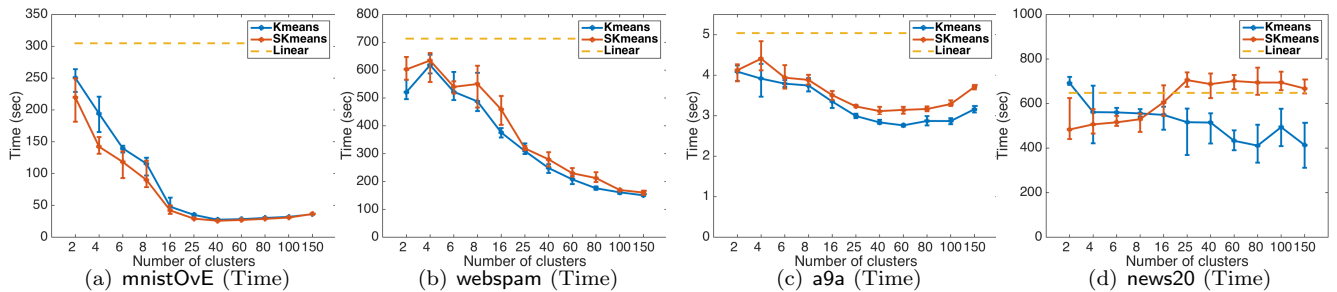 350
300
250
200
150
100
50
0
Time (sec)
Kmeans
SKmeans
Linear
2 4 6 8 16 25 40 60 80 100 150
Number of clusters
(a) mnistOvE (Time)
800
700
600
500
400
300
200
100
0
Time (sec)
Kmeans
SKmeans
Linear
2 4 6 8 16 25 40 60 80 100 150
Number of clusters
(b) webspam (Time)
5
4
3
2
1
0
Time (sec)
Kmeans
SKmeans
Linear
2 4 6 8 16 25 40 60 80 100 150
Number of clusters
(c) a9a (Time)
1000
800
600
400
200
0
Time (sec)
Kmeans
SKmeans
Linear
2 4 6 8 16 25 40 60 80 100 150
Number of clusters
(d) news20 (Time)